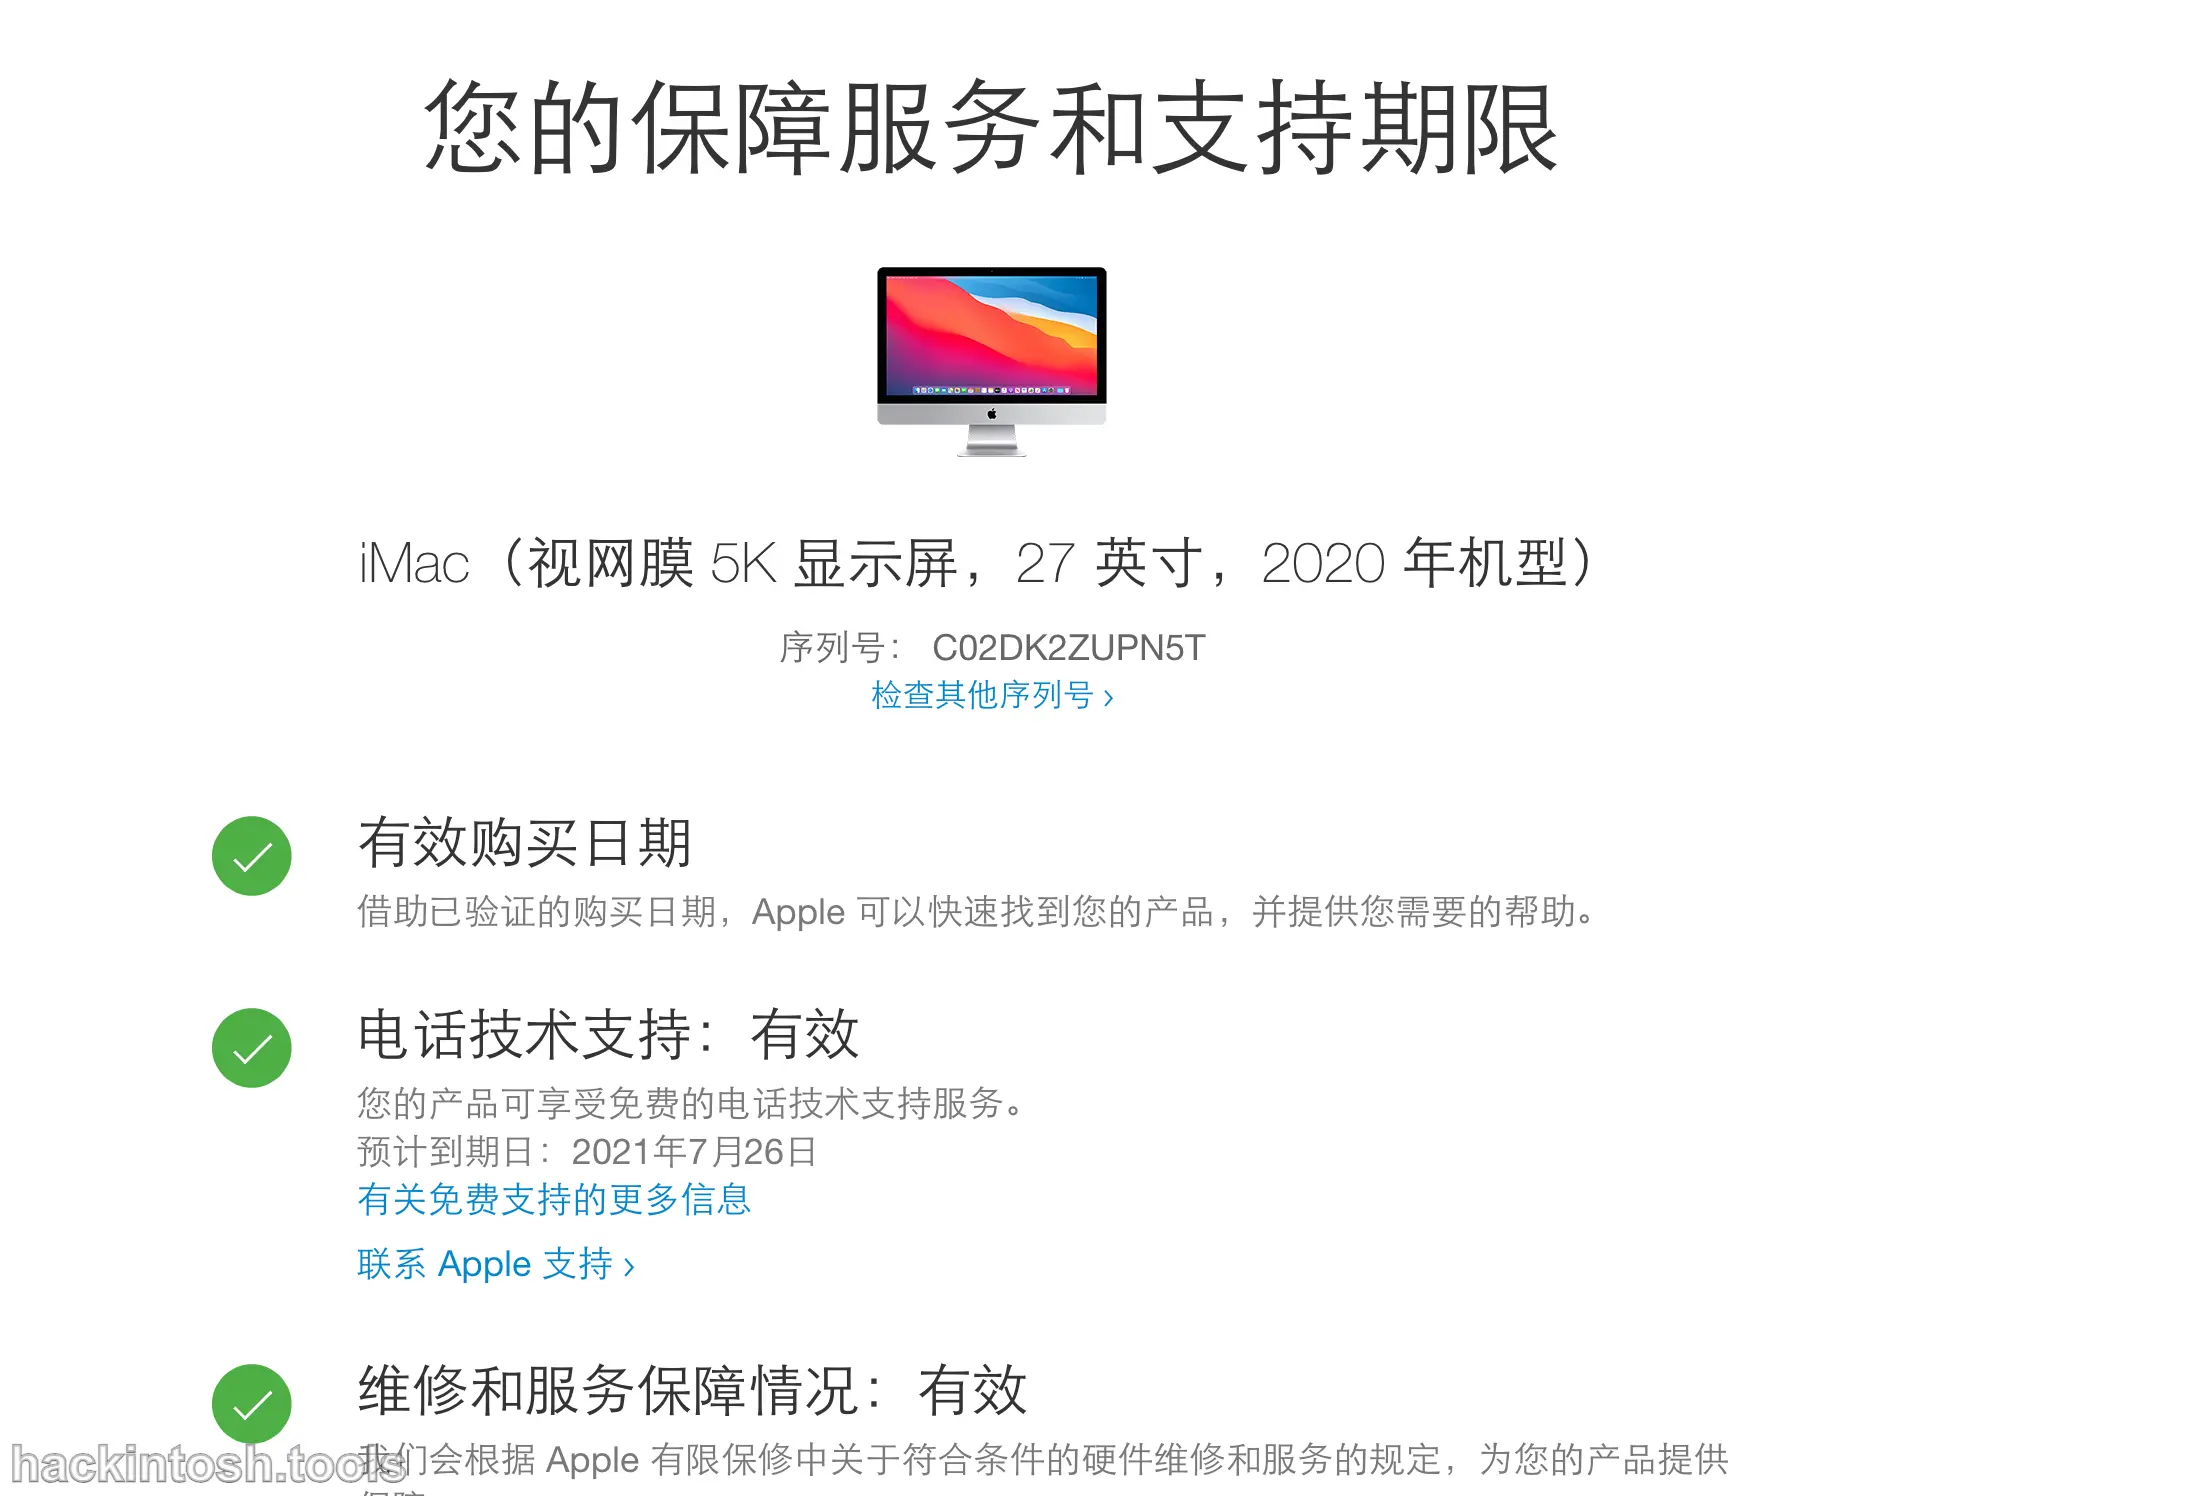 您的保障服务和支持期限
iMac（视网膜 5K 显示屏，27 英寸，2020 年机型）
序列号： C02DK2ZUPN5T
检查其他序列号 ›
有效购买日期
借助已验证的购买日期，Apple 可以快速找到您的产品，并提供您需要的帮助。
电话技术支持：有效
您的产品可享受免费的电话技术支持服务。
预计到期日：2021年7月26日
有关免费支持的更多信息
联系 Apple 支持 ›
维修和服务保障情况：有效
我们会根据 Apple 有限保修中关于符合条件的硬件维修和服务的规定，为您的产品提供
hackintosh.tools